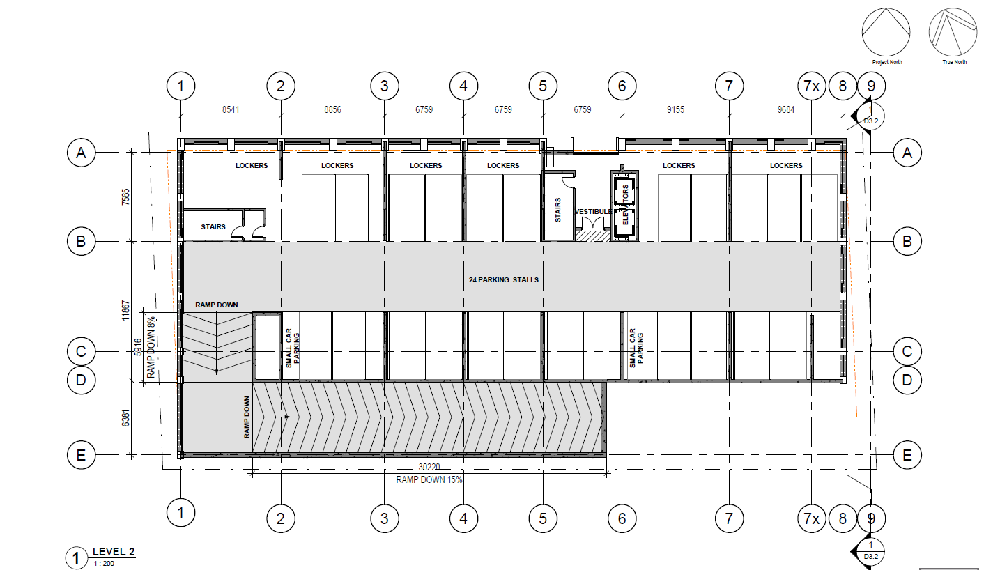 Project North
True North
1
2
3
4
5
6
7
7x
8
9
8541
8856
6759
6759
6759
9155
9684
1
D3.2
A
A
LOCKERS
LOCKERS
LOCKERS
LOCKERS
LOCKERS
LOCKERS
7565
STAIRS
STAIRS
VESTIBULE
ELEVATORS
B
B
24 PARKING STALLS
11867
RAMP DOWN
5916
RAMP DOWN 8%
SMALL CAR
PARKING
SMALL CAR
PARKING
C
C
D
D
6381
RAMP DOWN
E
E
30220
RAMP DOWN 15%
1
2
3
4
5
6
7
7x
8
9
1
D3.2
1
LEVEL 2
1 : 200